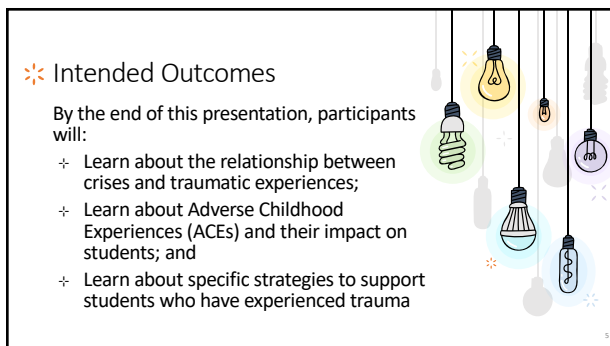 Intended Outcomes
By the end of this presentation, participants
will:
Learn about the relationship between
crises and traumatic experiences;
Learn about Adverse Childhood
Experiences (ACEs) and their impact on
students; and
Learn about specific strategies to support
students who have experienced trauma
5